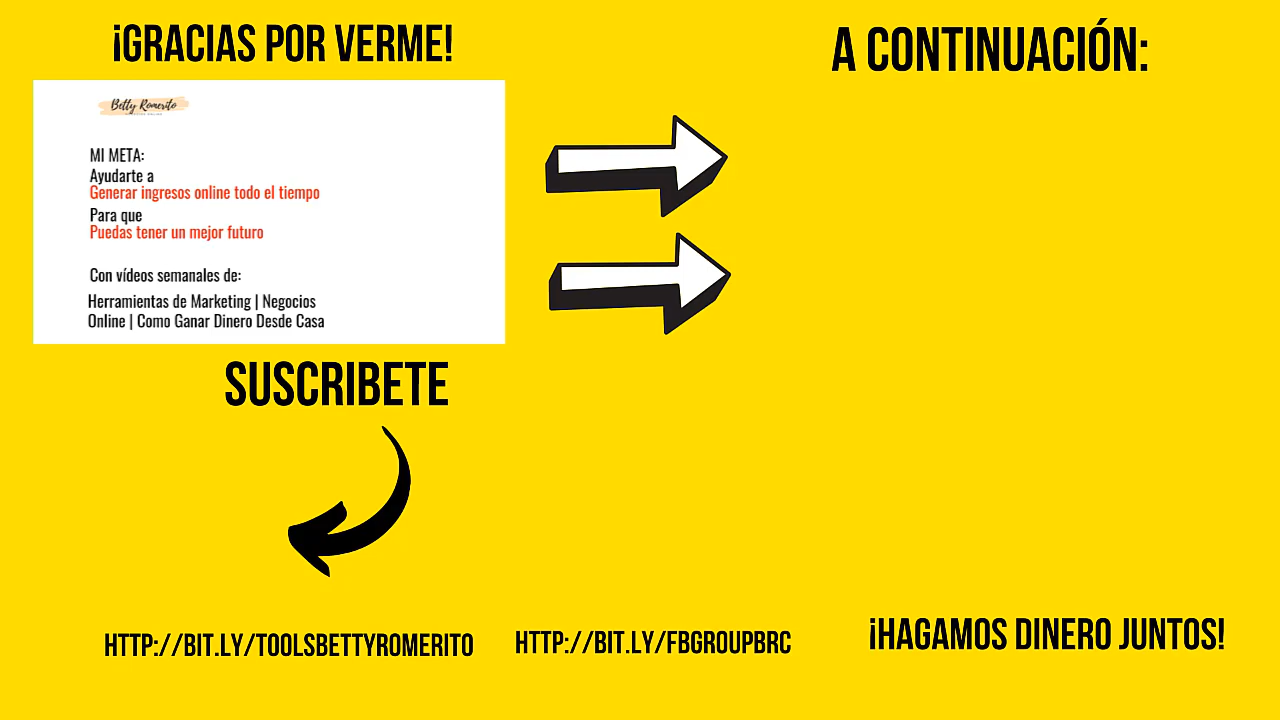 ¡GRACIAS POR VERME!
A CONTINUACIÓN:
Betty Romerito
MI META:
Ayudarte a
Generar ingresos online todo el tiempo
Para que
Puedas tener un mejor futuro
Con vídeos semanales de:
Herramientas de Marketing | Negocios
Online | Como Ganar Dinero Desde Casa
SUSCRIBETE
HTTP://BIT.LY/TOOLSBETTYROMERITO
HTTP://BIT.LY/FBGROUPBRC
¡HAGAMOS DINERO JUNTOS!